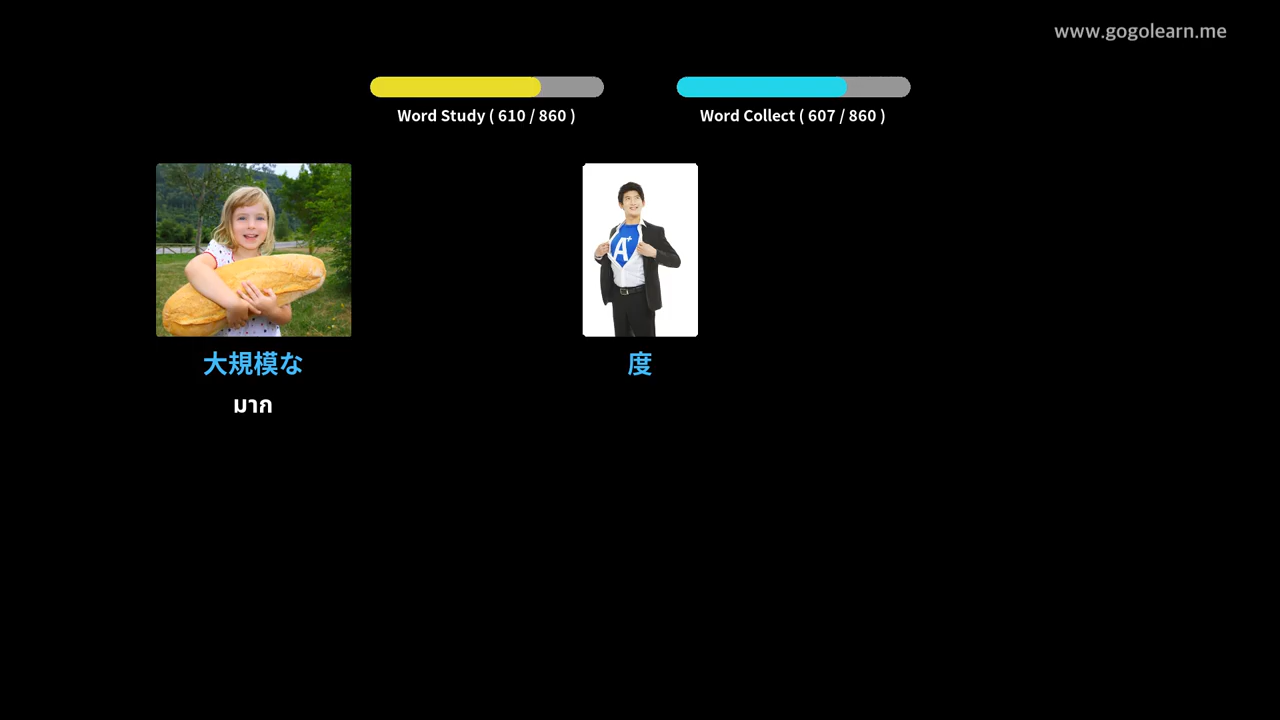 www.gogolearn.me
Word Study ( 610 / 860 )
Word Collect ( 607 / 860 )
A+
大規模な
度
มาก